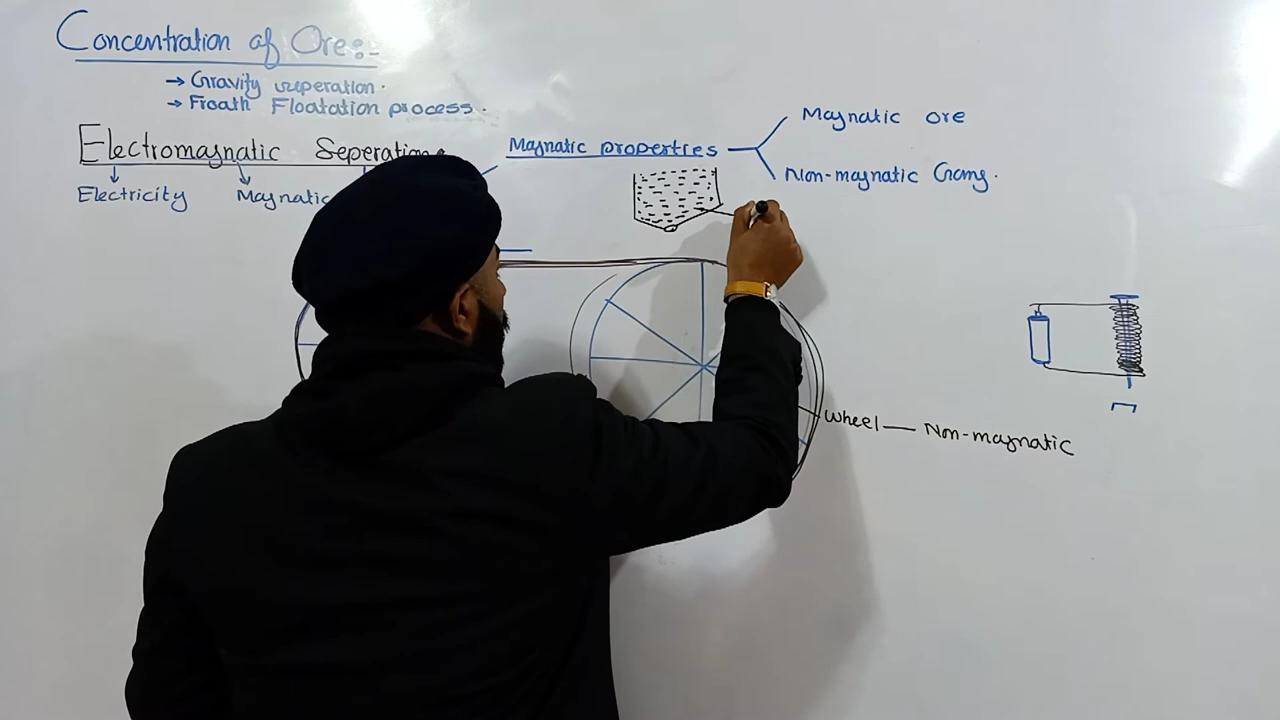 Concentration of Ore:-
→ Gravity seperation.
→ Froath Floatation process.
Electromagnatic Seperation
Electricity
Magnatic
Magnatic properties
Magnatic ore
Non-magnatic Gang.
Wheel — Non-magnatic